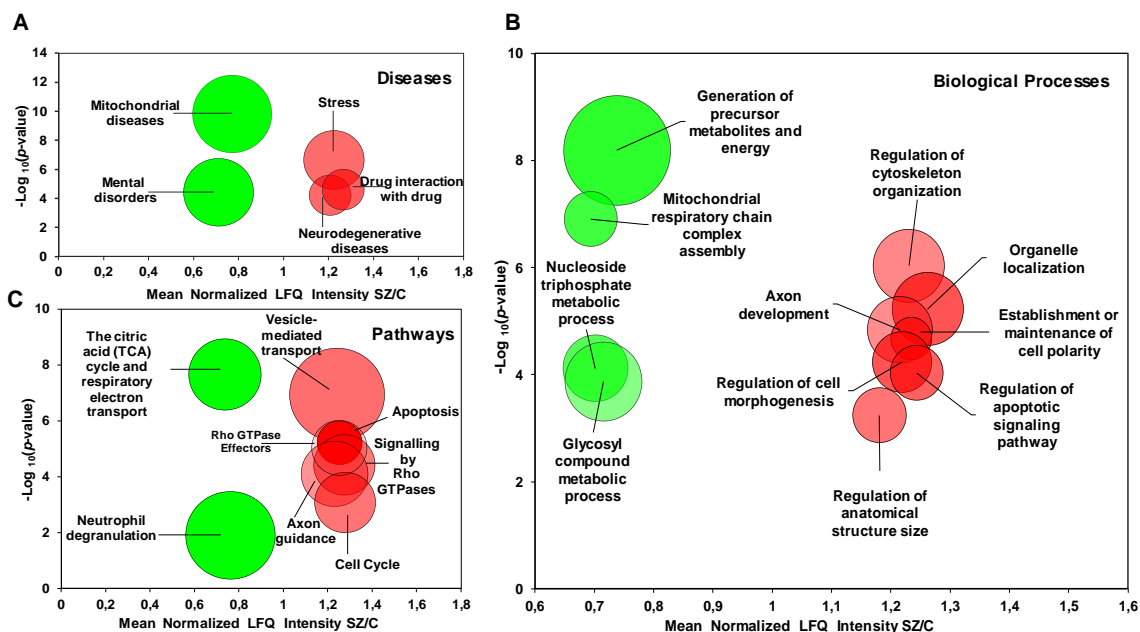 A
Diseases
-Log 10(p-value)
14
12
10
8
6
4
2
0
Mitochondrial
diseases
Mental
disorders
Stress
Drug interaction
with drug
Neurodegenerative
diseases
0 0,2 0,4 0,6 0,8 1 1,2 1,4 1,6 1,8
Mean Normalized LFQ Intensity SZ/C
C
Pathways
-Log 10(p-value)
10
8
6
4
2
0
The citric
acid (TCA)
cycle and
respiratory
electron
transport
Neutrophil
degranulation
Vesicle-
mediated
transport
Apoptosis
Rho GTPase
Effectors
Signalling
by
Rho
GTPases
Axon
guidance
Cell Cycle
0 0,2 0,4 0,6 0,8 1 1,2 1,4 1,6 1,8
Mean Normalized LFQ Intensity SZ/C
B
Biological Processes
-Log 10(p-value)
10
8
6
4
2
0
Generation of
precursor
metabolites and
energy
Mitochondrial
respiratory chain
complex
assembly
Nucleoside
triphosphate
metabolic
process
Glycosyl
compound
metabolic
process
Regulation of
cytoskeleton
organization
Organelle
localization
Axon
development
Establishment or
maintenance of
cell polarity
Regulation of cell
morphogenesis
Regulation of
apoptotic
signaling
pathway
Regulation of
anatomical
structure size
0,6 0,7 0,8 0,9 1 1,1 1,2 1,3 1,4 1,5 1,6
Mean Normalized LFQ Intensity SZ/C